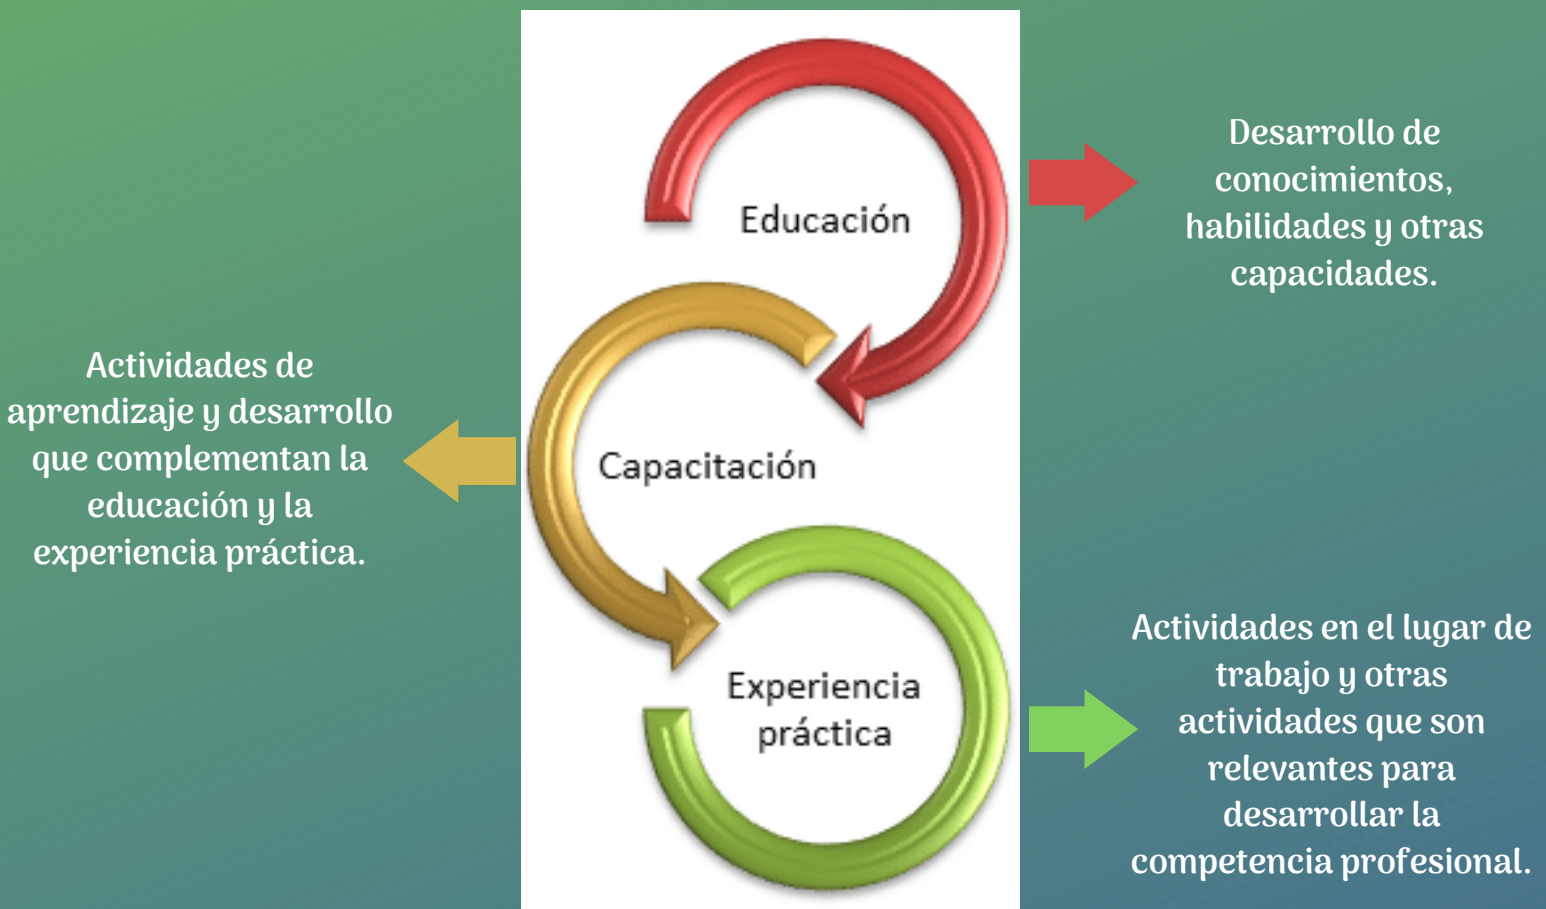 Educación
Desarrollo de
conocimientos,
habilidades y otras
capacidades.
Capacitación
Actividades de
aprendizaje y desarrollo
que complementan la
educación y la
experiencia práctica.
Experiencia
práctica
Actividades en el lugar de
trabajo y otras
actividades que son
relevantes para
desarrollar la
competencia profesional.